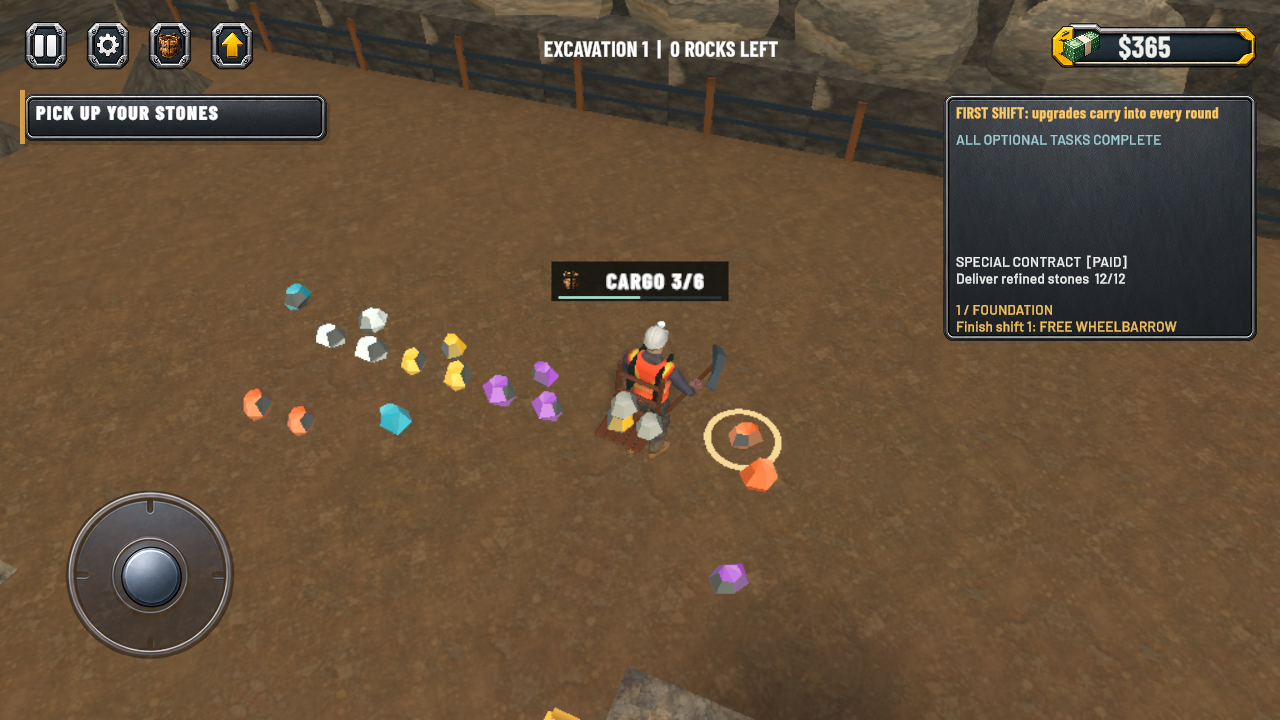 EXCAVATION 1 | 0 ROCKS LEFT
$365
PICK UP YOUR STONES
FIRST SHIFT: upgrades carry into every round
ALL OPTIONAL TASKS COMPLETE
SPECIAL CONTRACT [PAID]
Deliver refined stones 12/12
1 / FOUNDATION
Finish shift 1: FREE WHEELBARROW
CARGO 3/6